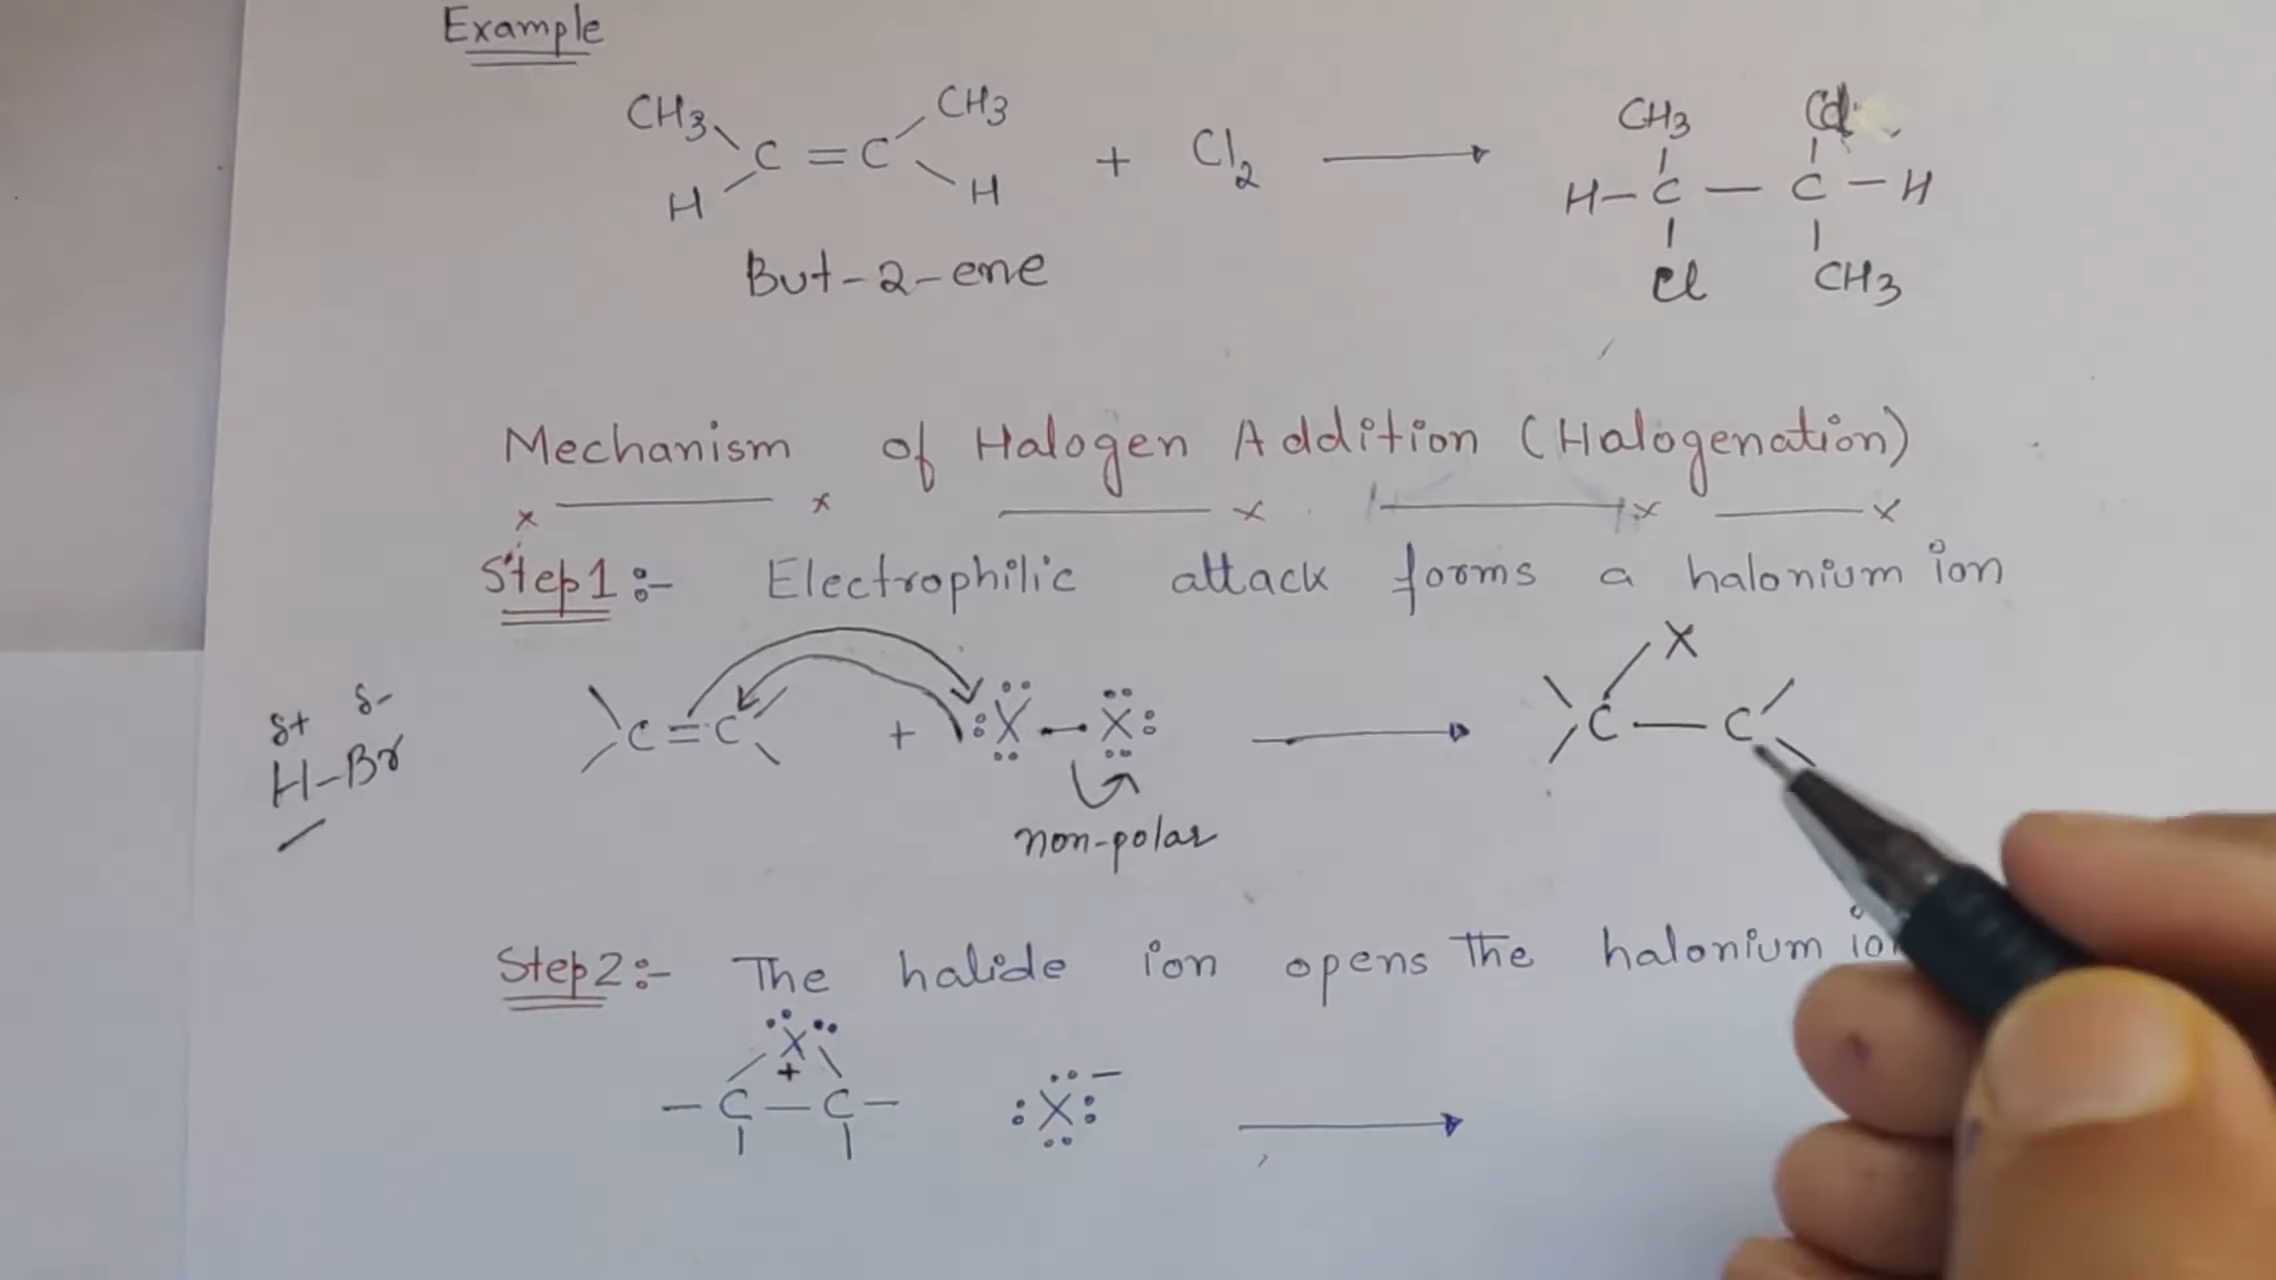 Example
CH3 CH3
C = C + Cl2
H H
But-2-ene
CH3 Cl
H-C-C-H
Cl CH3
Mechanism of Halogen Addition (Halogenation)
Step1:- Electrophilic attack forms a halonium ion
δ+ δ-
H-Br
C=C + :X-X:
non-polar
X
C-C
Step2:- The halide ion opens the halonium
X
+
-C-C- :X:-